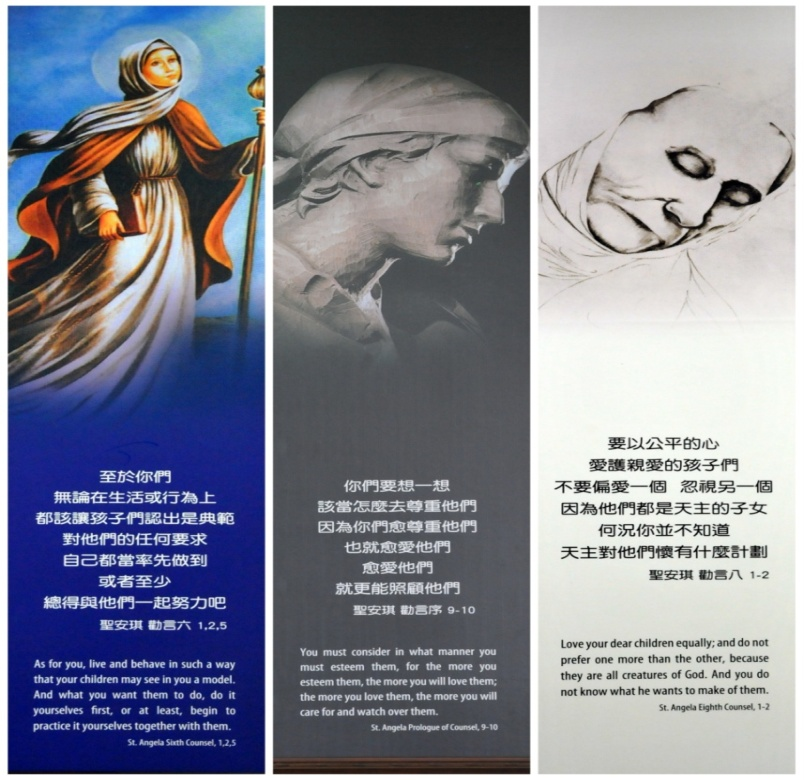 至於你們
無論在生活或行為上
都該讓孩子們認出是典範
對他們的任何要求
自己都當率先做到
或者至少
總得與他們一起努力吧
聖安琪 勸言六 1,2,5
As for you, live and behave in such a way
that your children may see in you a model.
And what you want them to do, do it
yourselves first, or at least, begin to
practice it yourselves together with them.
St. Angela Sixth Counsel, 1,2,5
你們要想一想
該當怎麼去尊重他們
因為你們愈尊重他們
也就愈愛他們
愈愛他們
就更能照顧他們
聖安琪 勸言序 9-10
You must consider in what manner you
must esteem them, for the more you
esteem them, the more you will love them;
the more you love them, the more you will
care for and watch over them.
St. Angela Prologue of Counsel, 9-10
要以公平的心
愛護親愛的孩子們
不要偏愛一個 忽視另一個
因為他們都是天主的子女
何況你並不知道
天主對他們懷有什麼計劃
聖安琪 勸言八 1-2
Love your dear children equally; and do not
prefer one more than the other, because
they are all creatures of God. And you do
not know what he wants to make of them.
St. Angela Eighth Counsel, 1-2